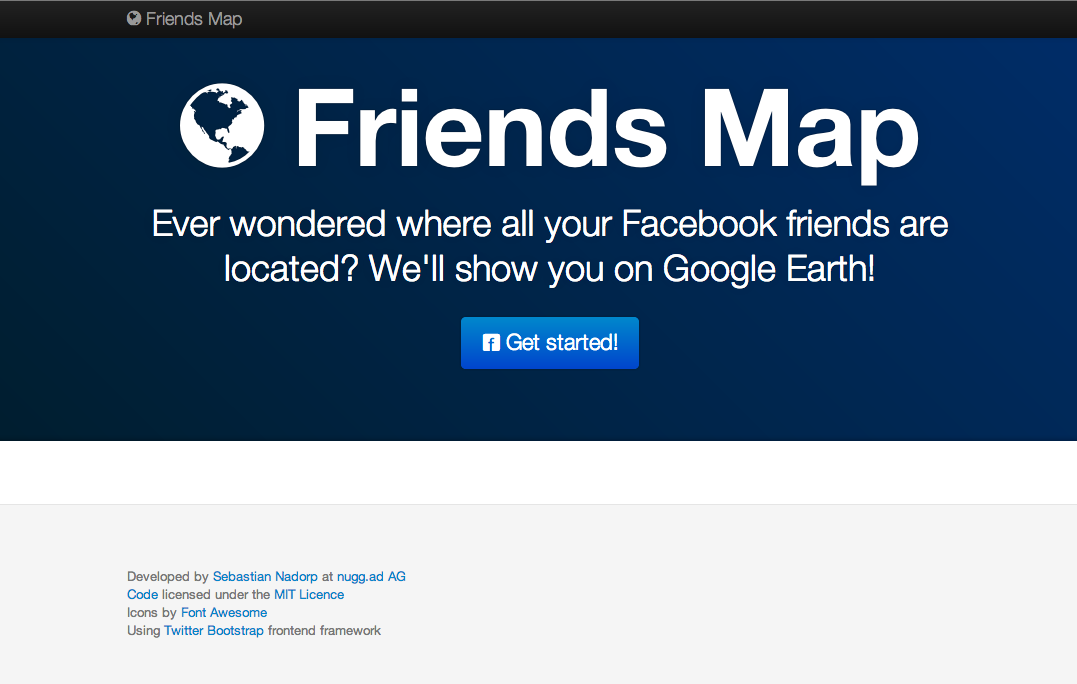 Friends Map
Friends Map
Ever wondered where all your Facebook friends are
located? We'll show you on Google Earth!
Get started!
Developed by Sebastian Nadorp at nugg.ad AG
Code licensed under the MIT Licence
Icons by Font Awesome
Using Twitter Bootstrap frontend framework